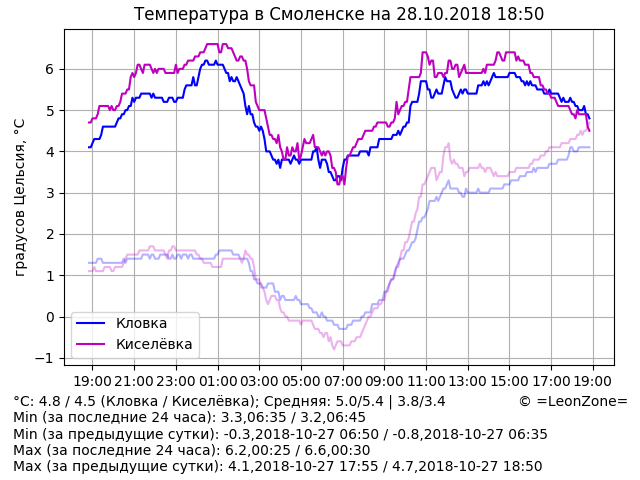 Температура в Смоленске на 28.10.2018 18:50
градусов Цельсия, °C
6
5
4
3
2
1
0
−1
Кловка
Киселёвка
19:00 21:00 23:00 01:00 03:00 05:00 07:00 09:00 11:00 13:00 15:00 17:00 19:00
°C: 4.8 / 4.5 (Кловка / Киселёвка); Средняя: 5.0/5.4 | 3.8/3.4 © =LeonZone=
Min (за последние 24 часа): 3.3,06:35 / 3.2,06:45
Min (за предыдущие сутки): -0.3,2018-10-27 06:50 / -0.8,2018-10-27 06:35
Max (за последние 24 часа): 6.2,00:25 / 6.6,00:30
Max (за предыдущие сутки): 4.1,2018-10-27 17:55 / 4.7,2018-10-27 18:50